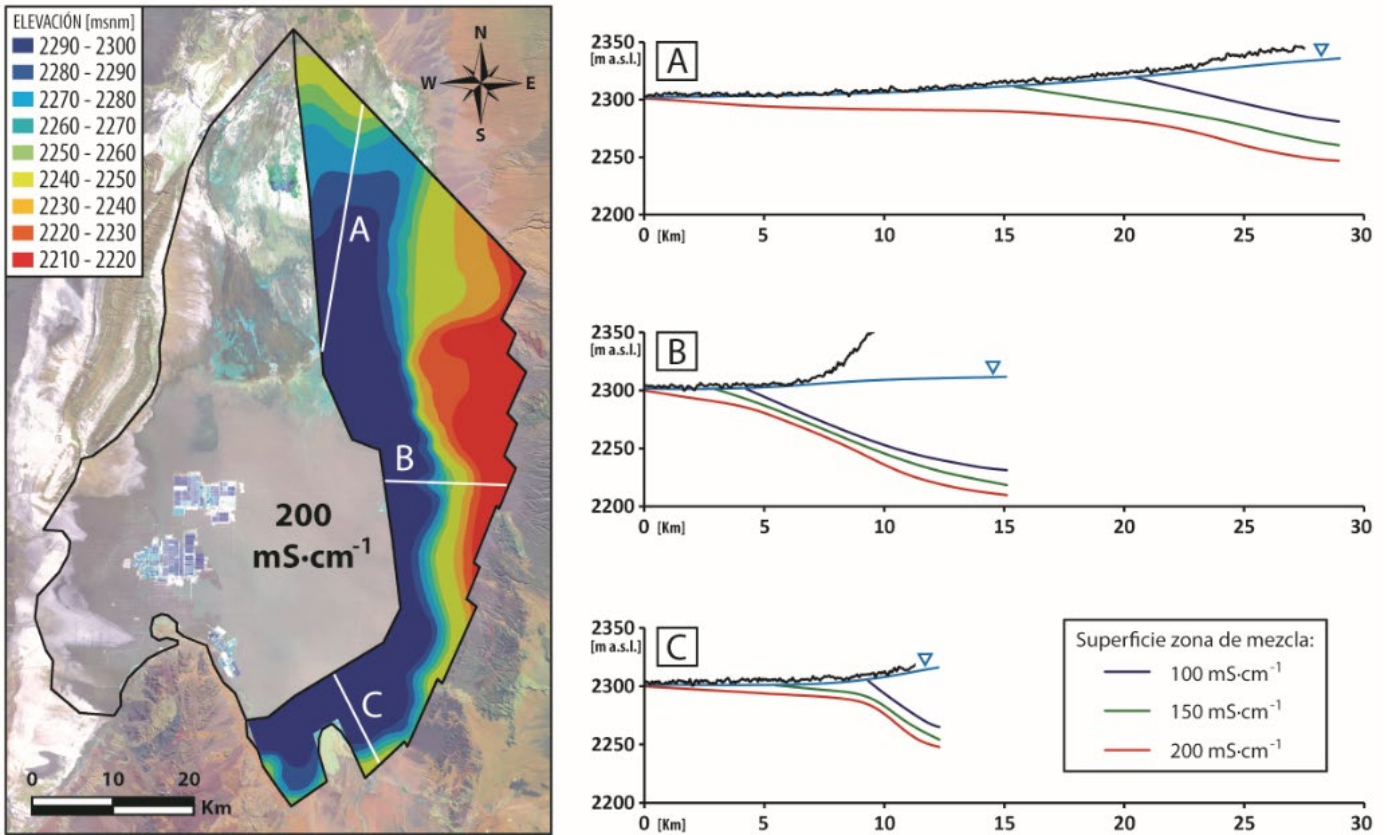 ELEVACIÓN [msnm]
2290 - 2300
2280 - 2290
2270 - 2280
2260 - 2270
2250 - 2260
2240 - 2250
2230 - 2240
2220 - 2230
2210 - 2220
N
W E
S
A
B
200
mS·cm⁻¹
C
0 10 20
Km
A
2350
[m a.s.l.]
2300
2250
2200
0 [Km] 5 10 15 20 25 30
B
2350
[m a.s.l.]
2300
2250
2200
0 [Km] 5 10 15 20 25 30
C
2350
[m a.s.l.]
2300
2250
2200
0 [Km] 5 10 15 20 25 30
Superficie zona de mezcla:
100 mS·cm⁻¹
150 mS·cm⁻¹
200 mS·cm⁻¹